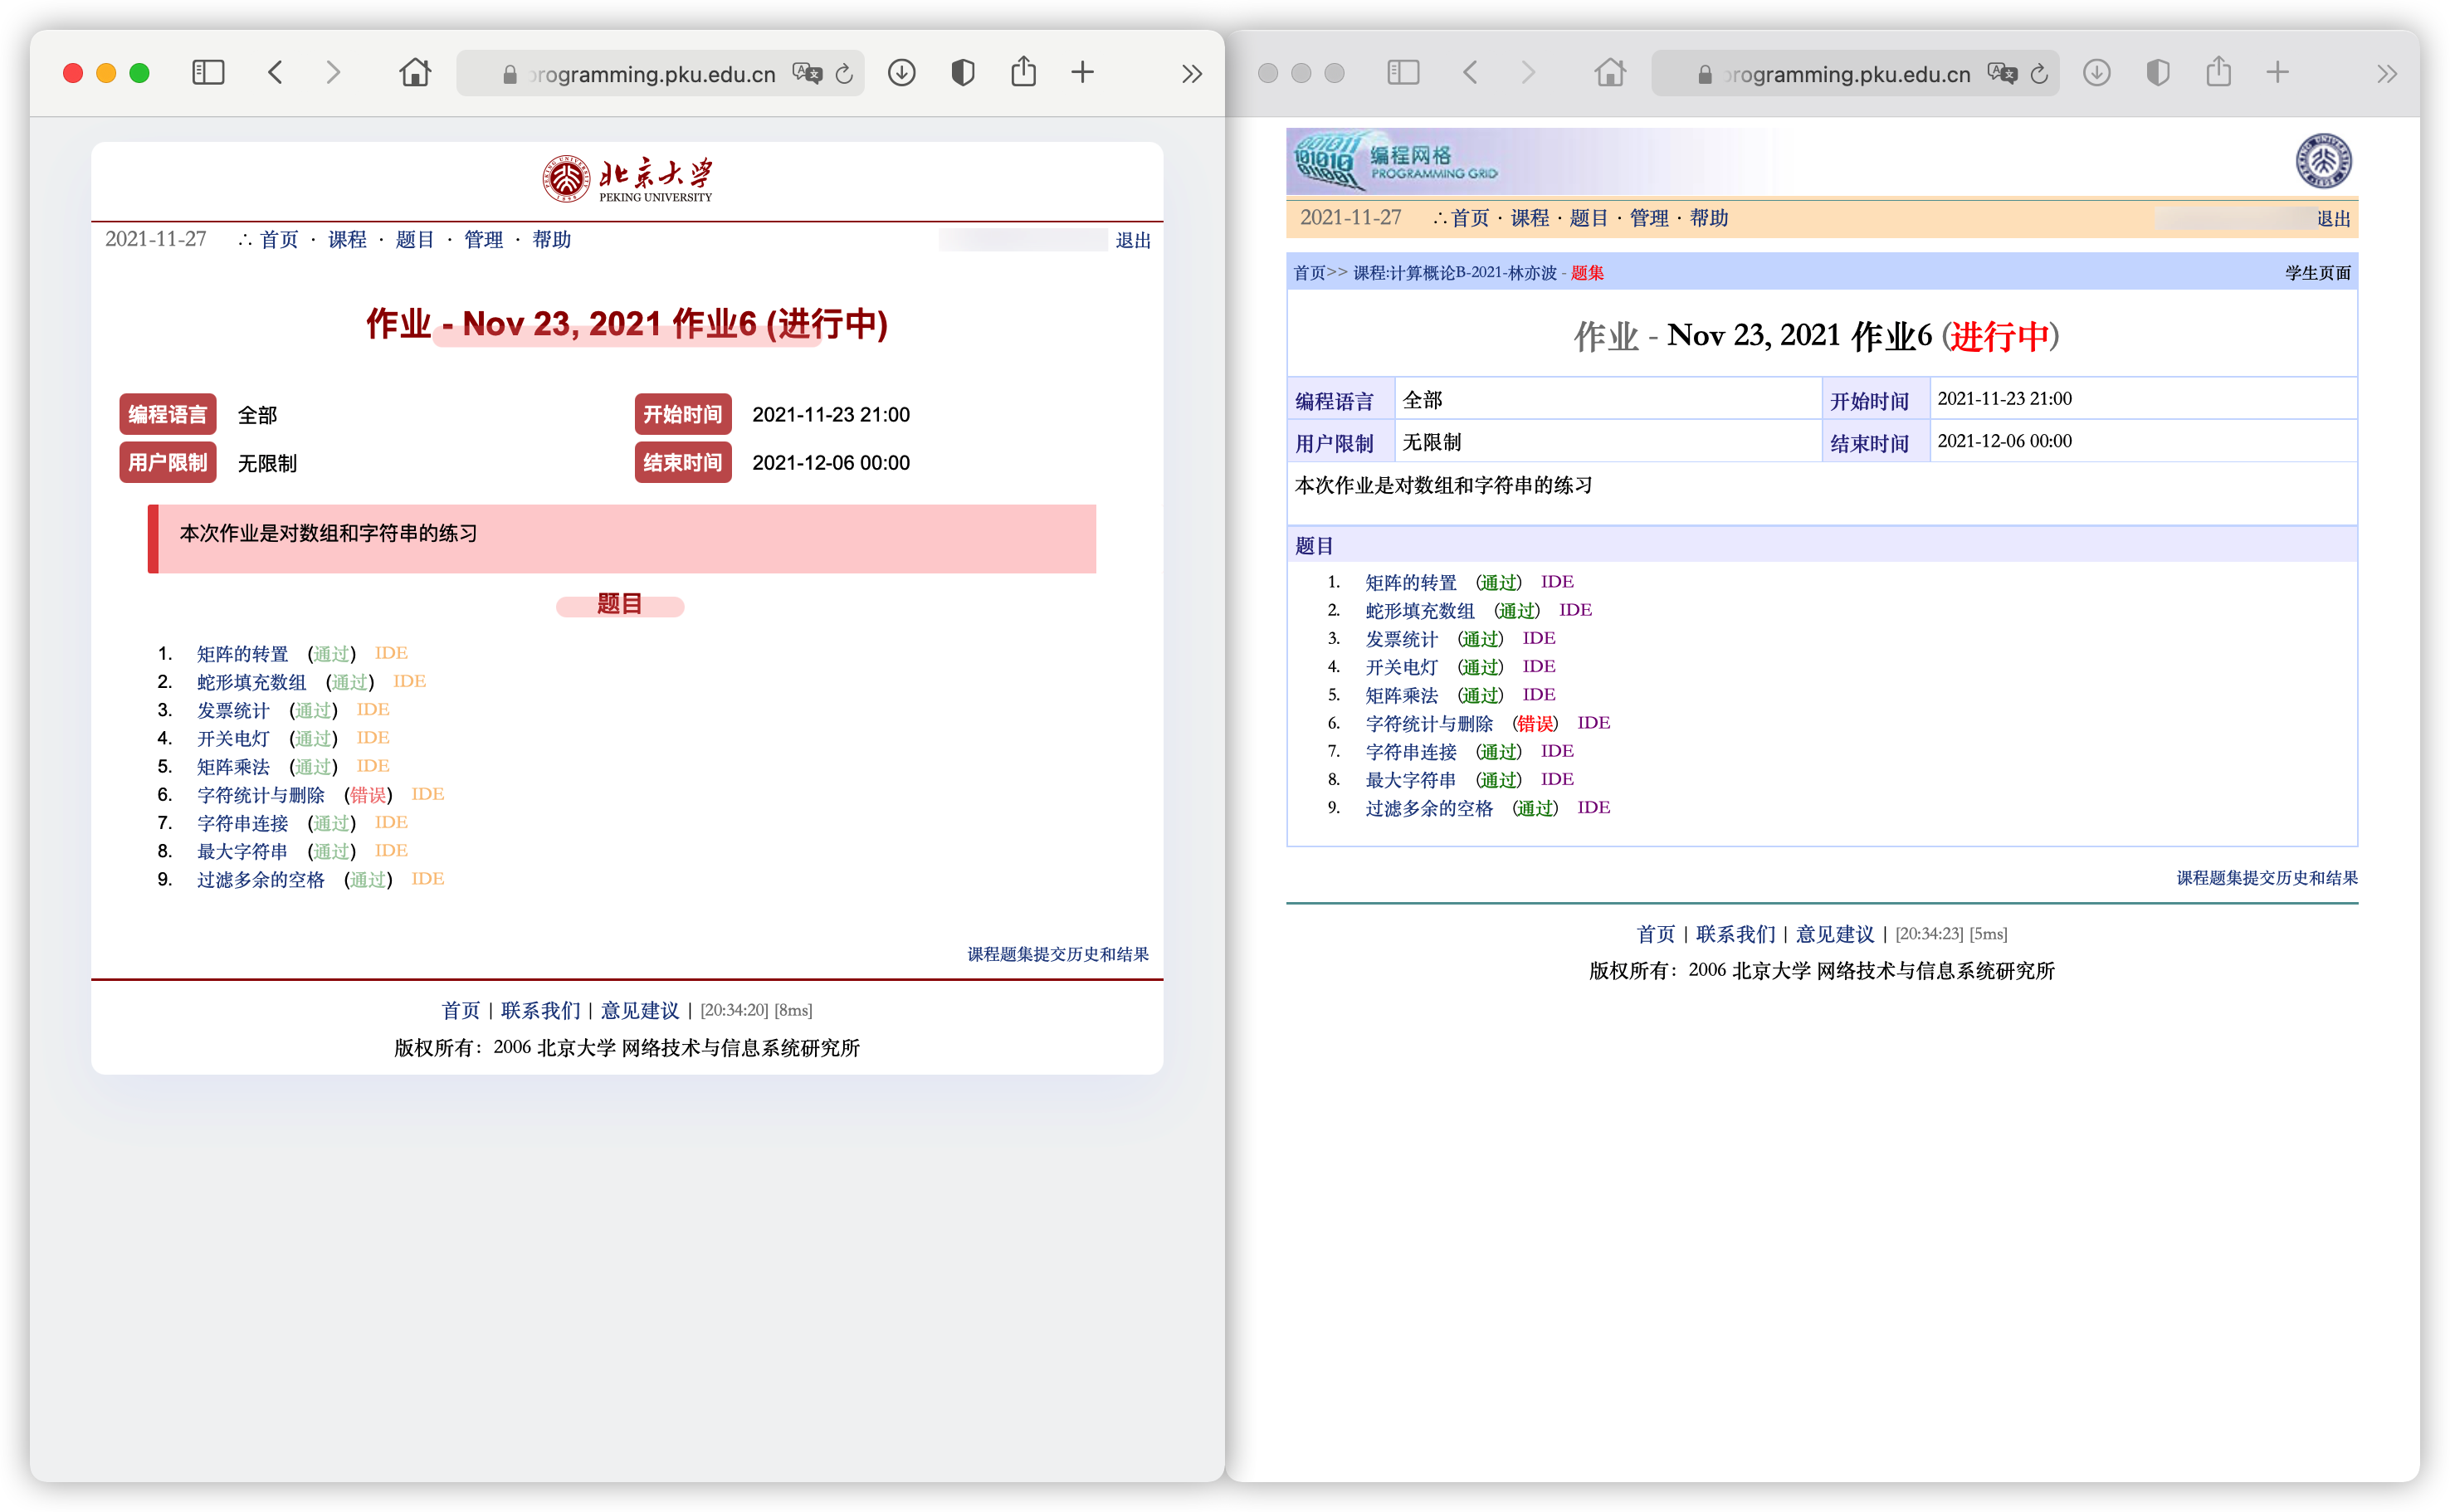 programming.pku.edu.cn
北京大学
PEKING UNIVERSITY
2021-11-27 ∴ 首页 · 课程 · 题目 · 管理 · 帮助 退出
作业 - Nov 23, 2021 作业6 (进行中)
编程语言 全部 开始时间 2021-11-23 21:00
用户限制 无限制 结束时间 2021-12-06 00:00
本次作业是对数组和字符串的练习
题目
1. 矩阵的转置 (通过) IDE
2. 蛇形填充数组 (通过) IDE
3. 发票统计 (通过) IDE
4. 开关电灯 (通过) IDE
5. 矩阵乘法 (通过) IDE
6. 字符统计与删除 (错误) IDE
7. 字符串连接 (通过) IDE
8. 最大字符串 (通过) IDE
9. 过滤多余的空格 (通过) IDE
课程题集提交历史和结果
首页 | 联系我们 | 意见建议 | [20:34:20] [8ms]
版权所有：2006 北京大学 网络技术与信息系统研究所
programming.pku.edu.cn
编程网格
PROGRAMMING GRID
2021-11-27 ∴首页 · 课程 · 题目 · 管理 · 帮助 退出
首页>> 课程:计算概论B-2021-林亦波 - 题集 学生页面
作业 - Nov 23, 2021 作业6 (进行中)
编程语言 全部 开始时间 2021-11-23 21:00
用户限制 无限制 结束时间 2021-12-06 00:00
本次作业是对数组和字符串的练习
题目
1. 矩阵的转置 (通过) IDE
2. 蛇形填充数组 (通过) IDE
3. 发票统计 (通过) IDE
4. 开关电灯 (通过) IDE
5. 矩阵乘法 (通过) IDE
6. 字符统计与删除 (错误) IDE
7. 字符串连接 (通过) IDE
8. 最大字符串 (通过) IDE
9. 过滤多余的空格 (通过) IDE
课程题集提交历史和结果
首页 | 联系我们 | 意见建议 | [20:34:23] [5ms]
版权所有：2006 北京大学 网络技术与信息系统研究所